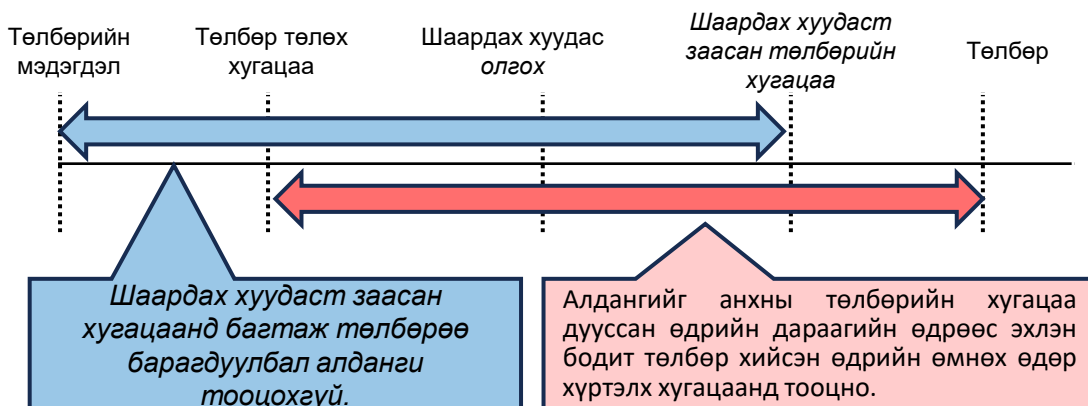 Төлбөрийн
мэдэгдэл
Төлбөр төлөх
хугацаа
Шаардах хуудас
олгох
Шаардах хуудаст
заасан төлбөрийн
хугацаа
Төлбөр
Шаардах хуудаст заасан
хугацаанд багтаж төлбөрөө
барагдуулбал алданги
тооцохгүй.
Алдангийг анхны төлбөрийн хугацаа
дууссан өдрийн дараагийн өдрөөс эхлэн
бодит төлбөр хийсэн өдрийн өмнөх өдөр
хүртэлх хугацаанд тооцно.